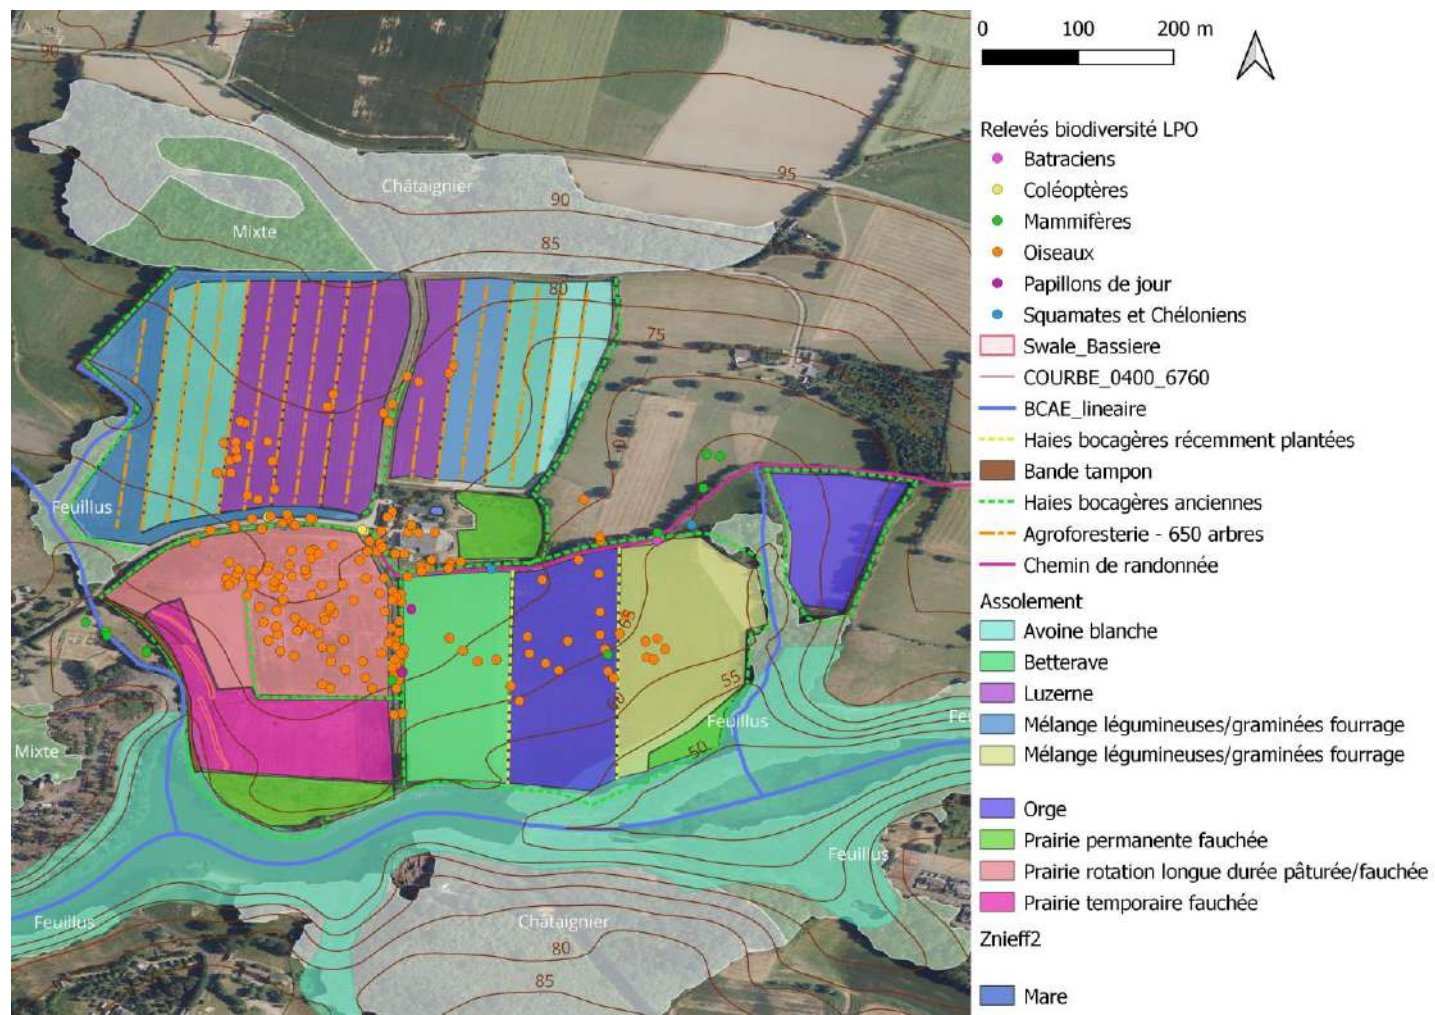 0 100 200 m
Relevés biodiversité LPO
Batraciens
Coléoptères
Mammifères
Oiseaux
Papillons de jour
Squamates et Chéloniens
Swale_Bassiere
COURBE_0400_6760
BCAE_lineaire
Haies bocagères récemment plantées
Bande tampon
Haies bocagères anciennes
Agroforesterie - 650 arbres
Chemin de randonnée
Assolement
Avoine blanche
Betterave
Luzerne
Mélange légumineuses/graminées fourrage
Mélange légumineuses/graminées fourrage
Orge
Prairie permanente fauchée
Prairie rotation longue durée pâturée/fauchée
Prairie temporaire fauchée
Znieff2
Mare
90
95
Châtaignier
90
Mixte
85
80
75
Feuillus
65
55
60
Feuillus
50
Mixte
Feuillus
Feuillus
Châtaignier
80
85